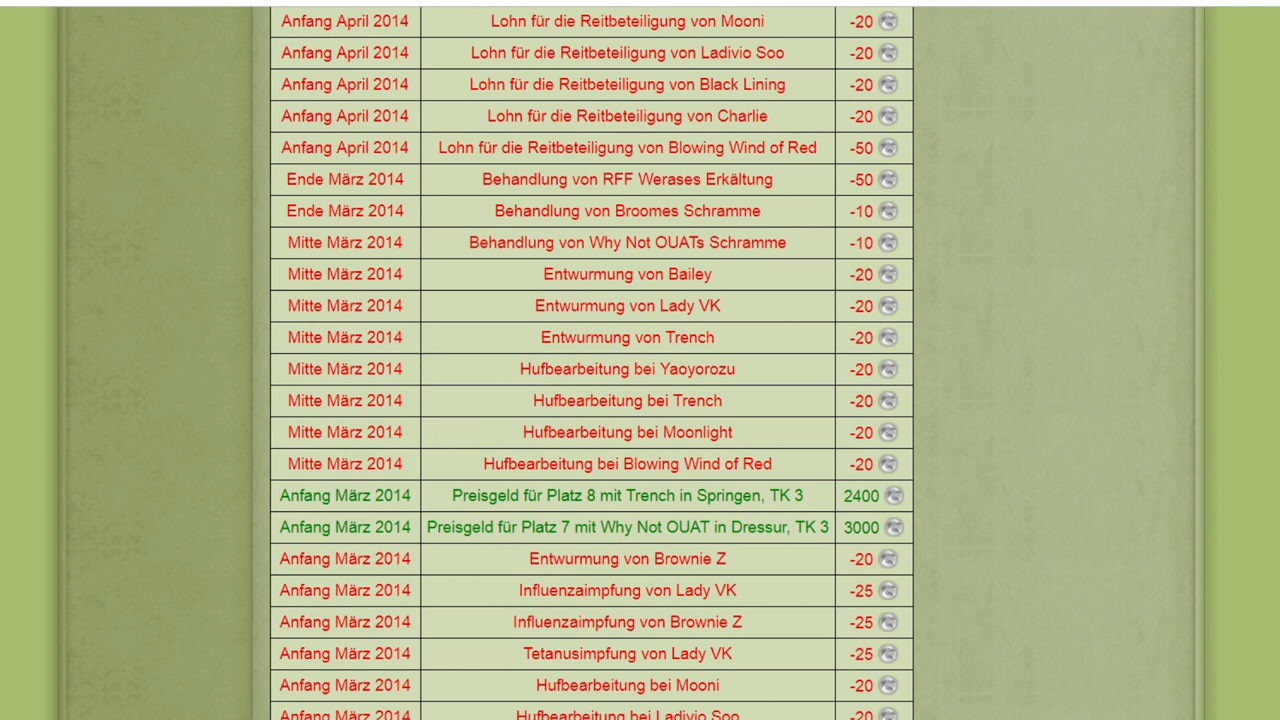 Anfang April 2014 Lohn für die Reitbeteiligung von Mooni -20
Anfang April 2014 Lohn für die Reitbeteiligung von Ladivio Soo -20
Anfang April 2014 Lohn für die Reitbeteiligung von Black Lining -20
Anfang April 2014 Lohn für die Reitbeteiligung von Charlie -20
Anfang April 2014 Lohn für die Reitbeteiligung von Blowing Wind of Red -50
Ende März 2014 Behandlung von RFF Werases Erkältung -50
Ende März 2014 Behandlung von Broomes Schramme -10
Mitte März 2014 Behandlung von Why Not OUATs Schramme -10
Mitte März 2014 Entwurmung von Bailey -20
Mitte März 2014 Entwurmung von Lady VK -20
Mitte März 2014 Entwurmung von Trench -20
Mitte März 2014 Hufbearbeitung bei Yaoyorozu -20
Mitte März 2014 Hufbearbeitung bei Trench -20
Mitte März 2014 Hufbearbeitung bei Moonlight -20
Mitte März 2014 Hufbearbeitung bei Blowing Wind of Red -20
Anfang März 2014 Preisgeld für Platz 8 mit Trench in Springen, TK 3 2400
Anfang März 2014 Preisgeld für Platz 7 mit Why Not OUAT in Dressur, TK 3 3000
Anfang März 2014 Entwurmung von Brownie Z -20
Anfang März 2014 Influenzaimpfung von Lady VK -25
Anfang März 2014 Influenzaimpfung von Brownie Z -25
Anfang März 2014 Tetanusimpfung von Lady VK -25
Anfang März 2014 Hufbearbeitung bei Mooni -20
Anfang März 2014 Hufbearbeitung bei Ladivio Soo -20